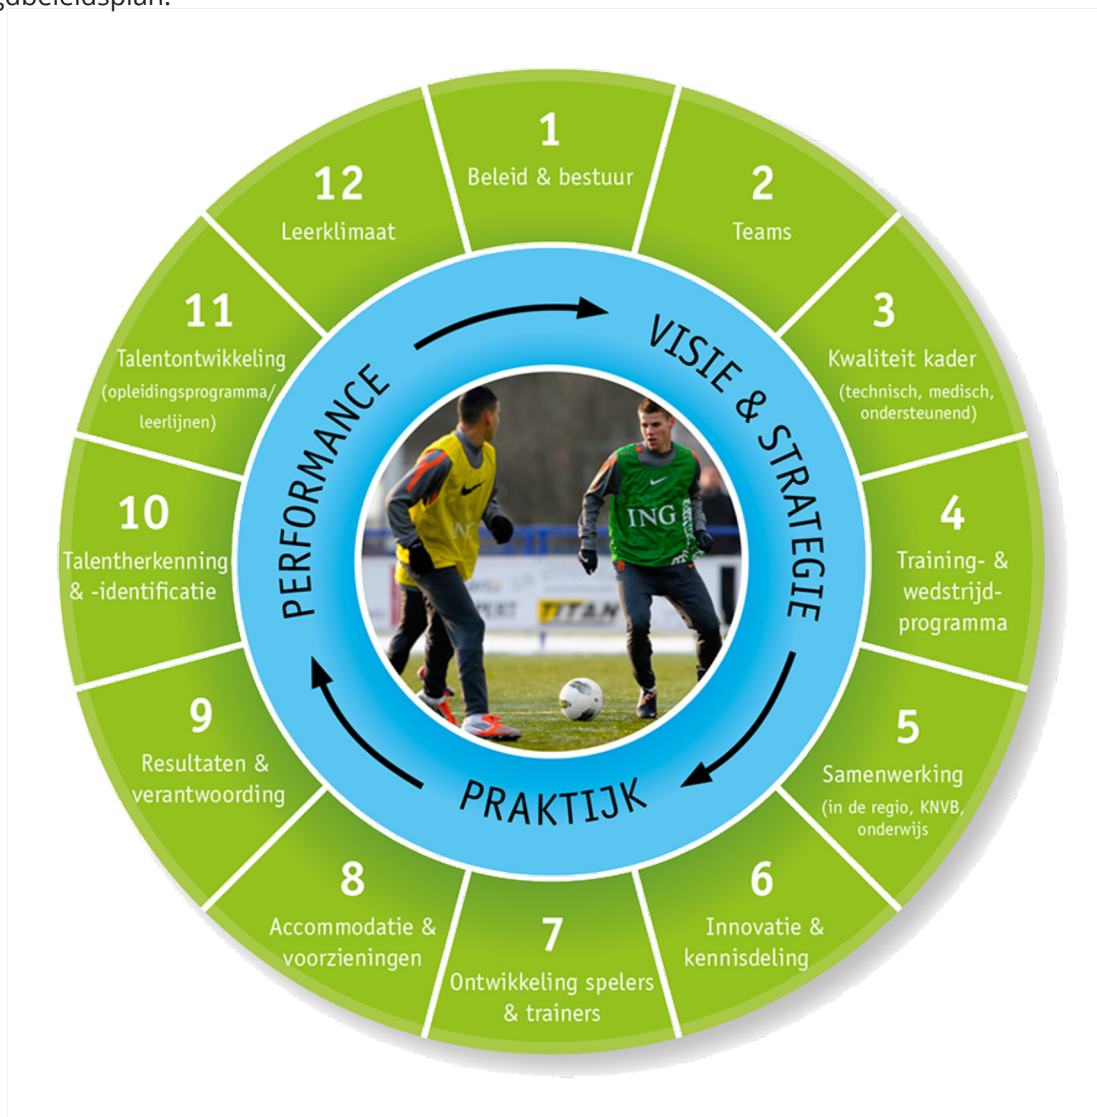 1
Beleid & bestuur
2
Teams
3
Kwaliteit kader
(technisch, medisch,
ondersteunend)
4
Training- &
wedstrijd-
programma
5
Samenwerking
(in de regio, KNVB,
onderwijs
6
Innovatie &
kennisdeling
7
Ontwikkeling spelers
& trainers
8
Accommodatie &
voorzieningen
9
Resultaten &
verantwoording
10
Talentherkenning
& -identificatie
11
Talentontwikkeling
(opleidingsprogramma/
leerlijnen)
12
Leerklimaat
VISIE & STRATEGIE
PRAKTIJK
PERFORMANCE
ING
TITAN